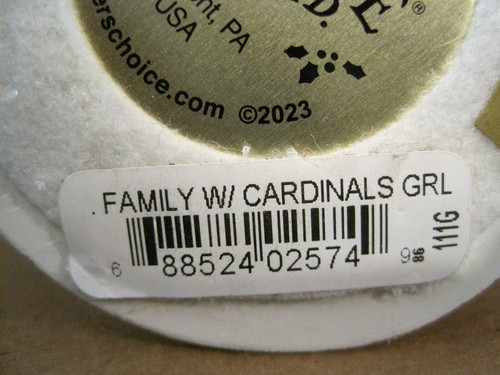 E®
D.
nt, PA
USA
erschoice.com ©2023
FAMILY W/ CARDINALS GRL
6 88524 02574 9
86
111G